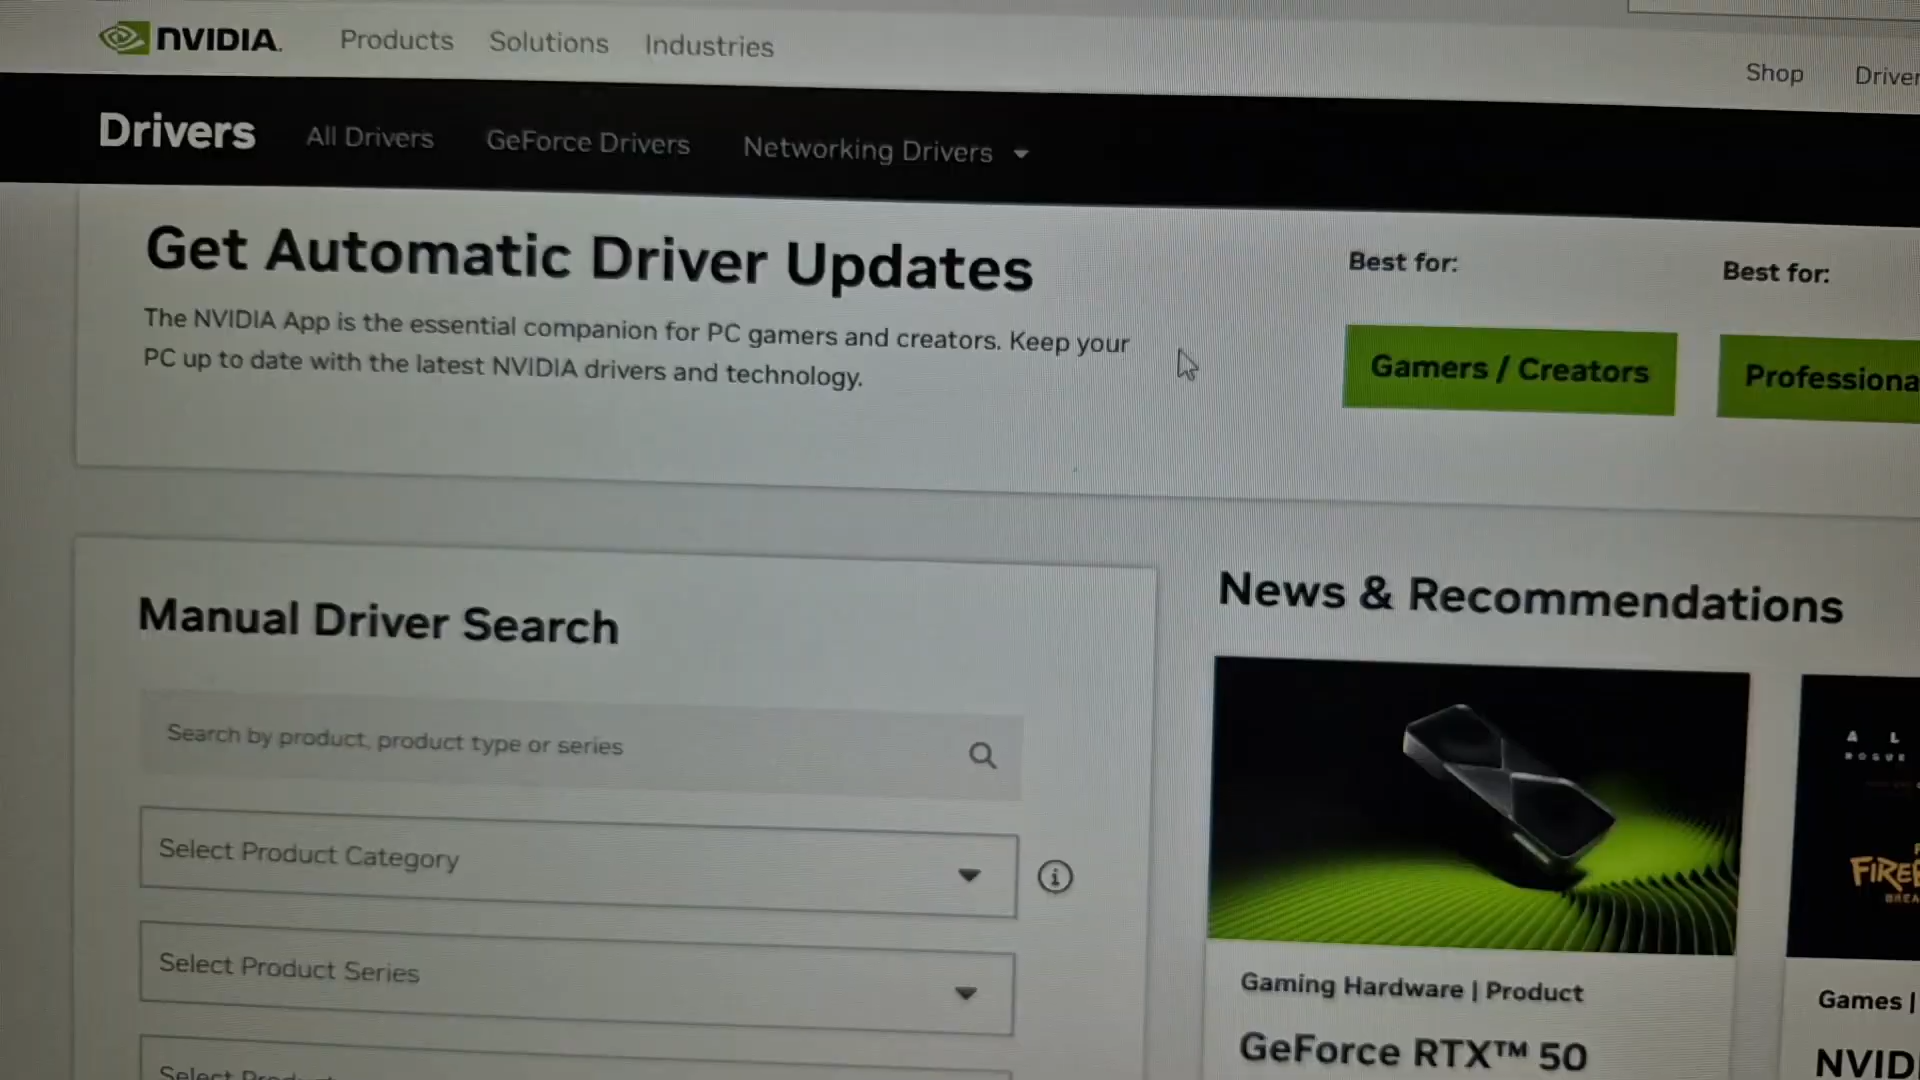 NVIDIA.
Products
Solutions
Industries
Shop
Drivers
All Drivers
GeForce Drivers
Networking Drivers
Get Automatic Driver Updates
The NVIDIA App is the essential companion for PC gamers and creators. Keep your
PC up to date with the latest NVIDIA drivers and technology.
Best for:
Gamers / Creators
Best for:
Manual Driver Search
Search by product, product type or series
Select Product Category
Select Product Series
Select
News & Recommendations
Gaming Hardware | Product
GeForce RTX™ 50
A L
ROGUE
Games |